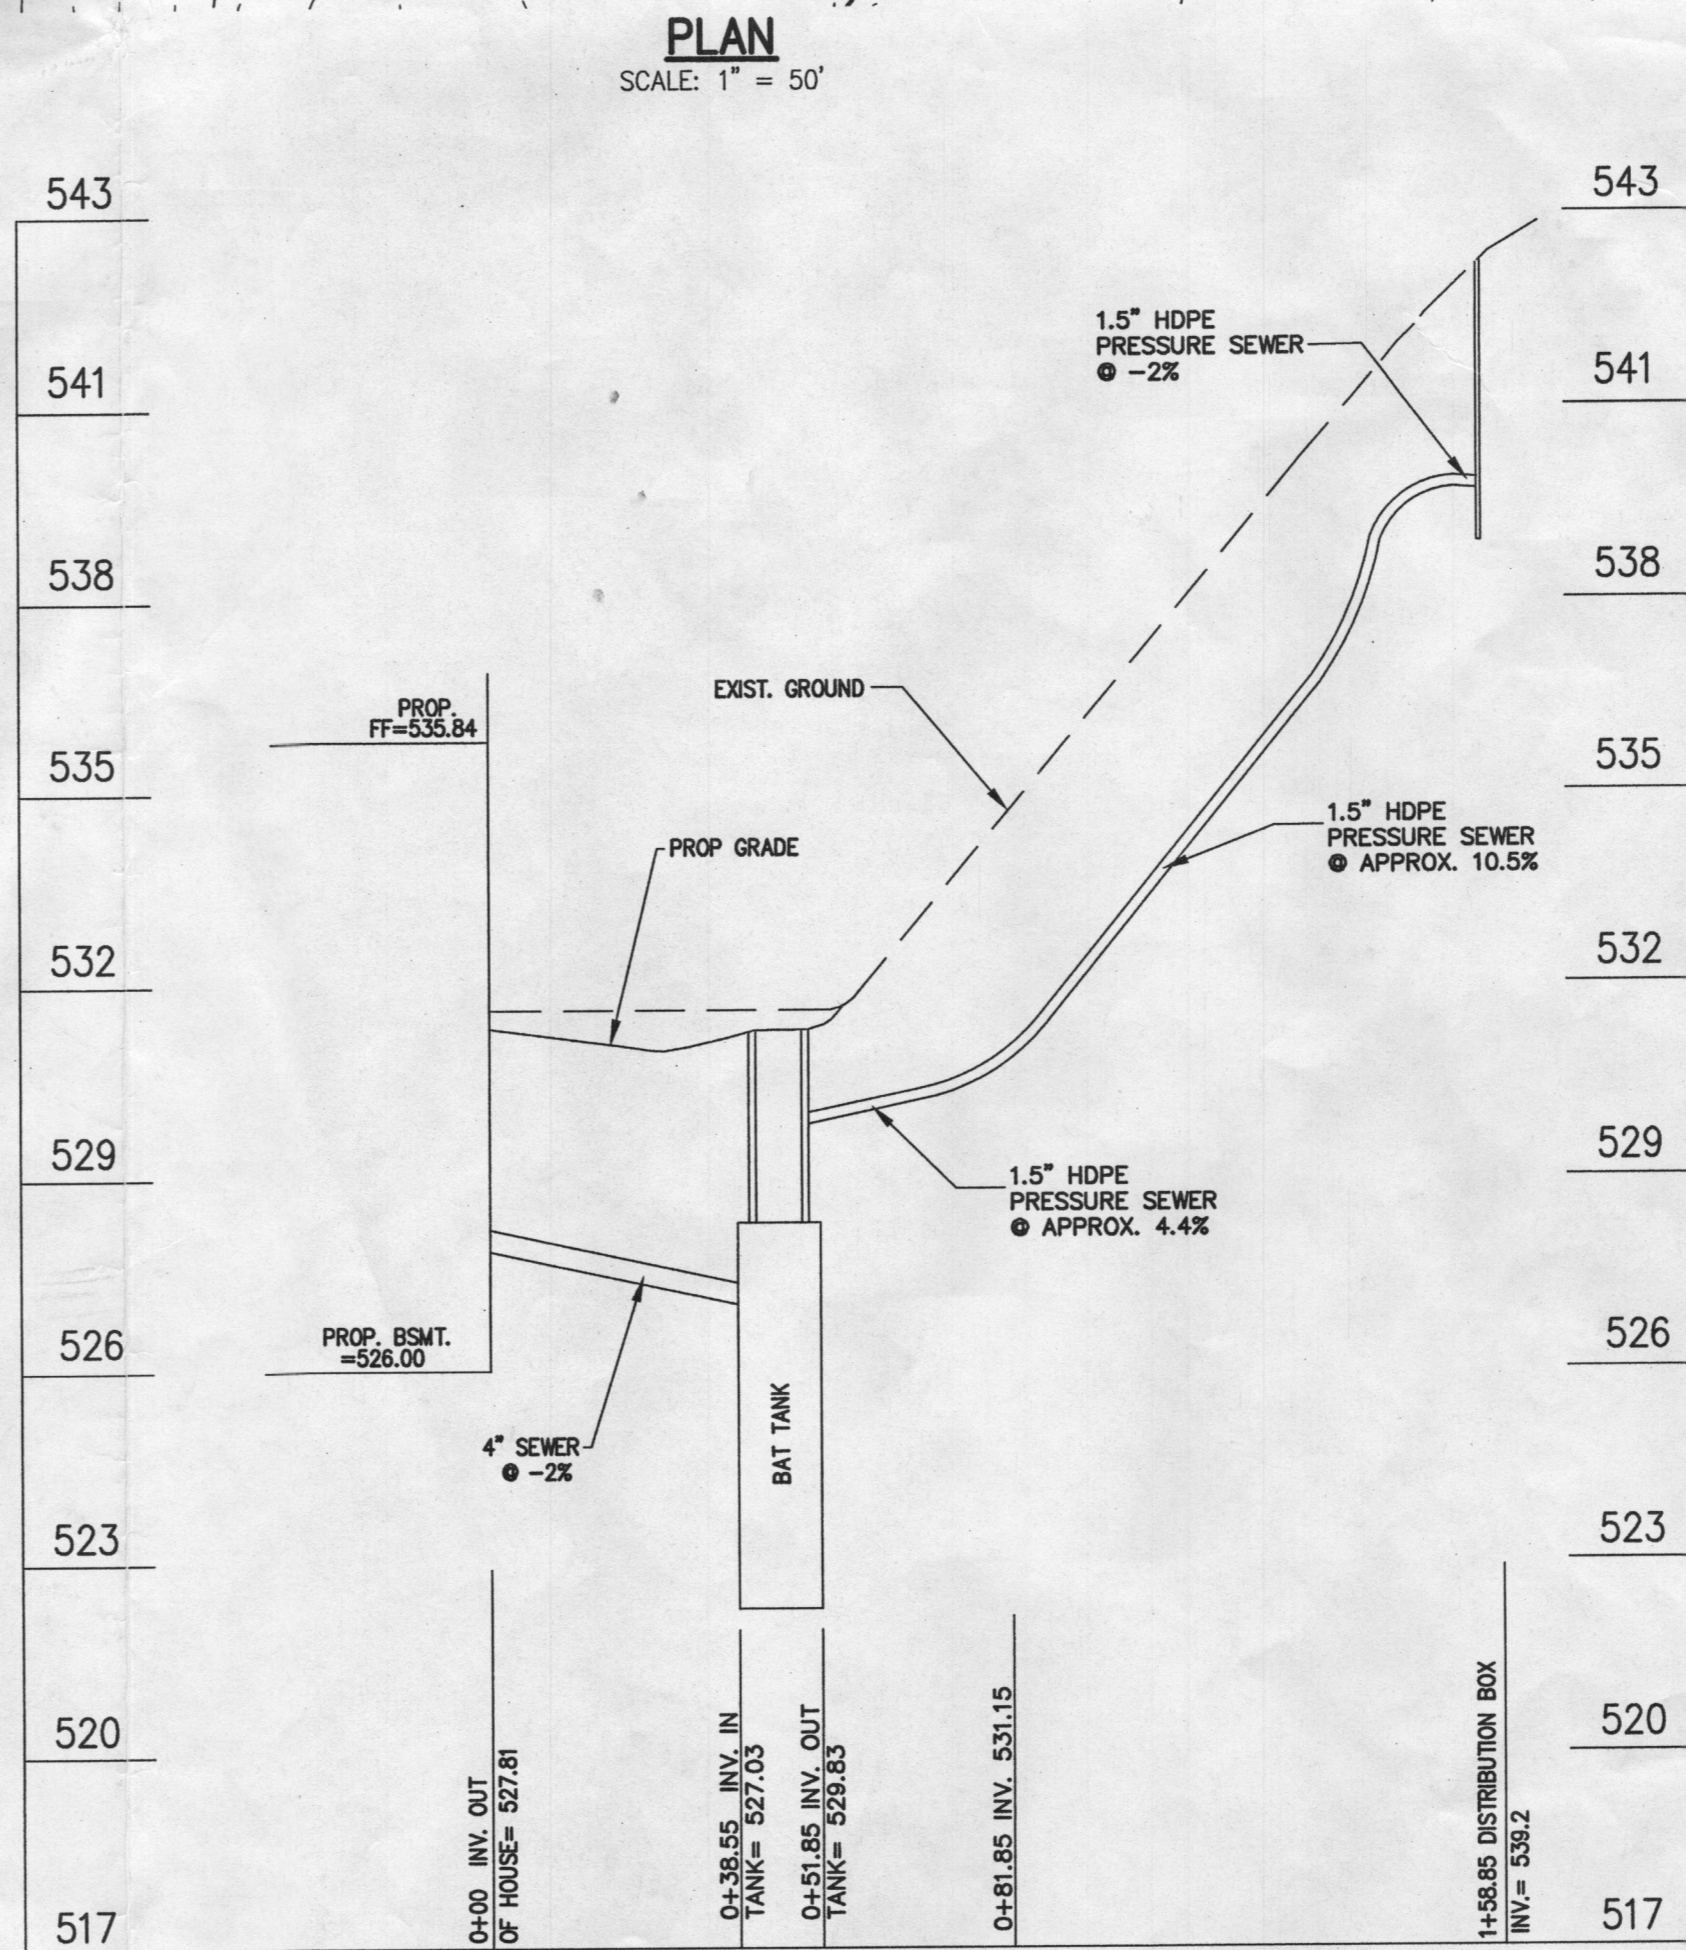 PLAN
SCALE: 1" = 50'
543
543
1.5" HDPE
PRESSURE SEWER
@ -2%
541
541
538
538
EXIST. GROUND
PROP.
FF=535.84
535
535
1.5" HDPE
PRESSURE SEWER
@ APPROX. 10.5%
PROP GRADE
532
532
529
529
1.5" HDPE
PRESSURE SEWER
@ APPROX. 4.4%
526
526
PROP. BSMT.
=526.00
BAT TANK
4" SEWER
@ -2%
523
523
520
520
0+00 INV. OUT
OF HOUSE= 527.81
0+38.55 INV. IN
TANK= 527.03
0+51.85 INV. OUT
TANK= 529.83
0+81.85 INV. 531.15
1+58.85 DISTRIBUTION BOX
INV.= 539.2
517
517